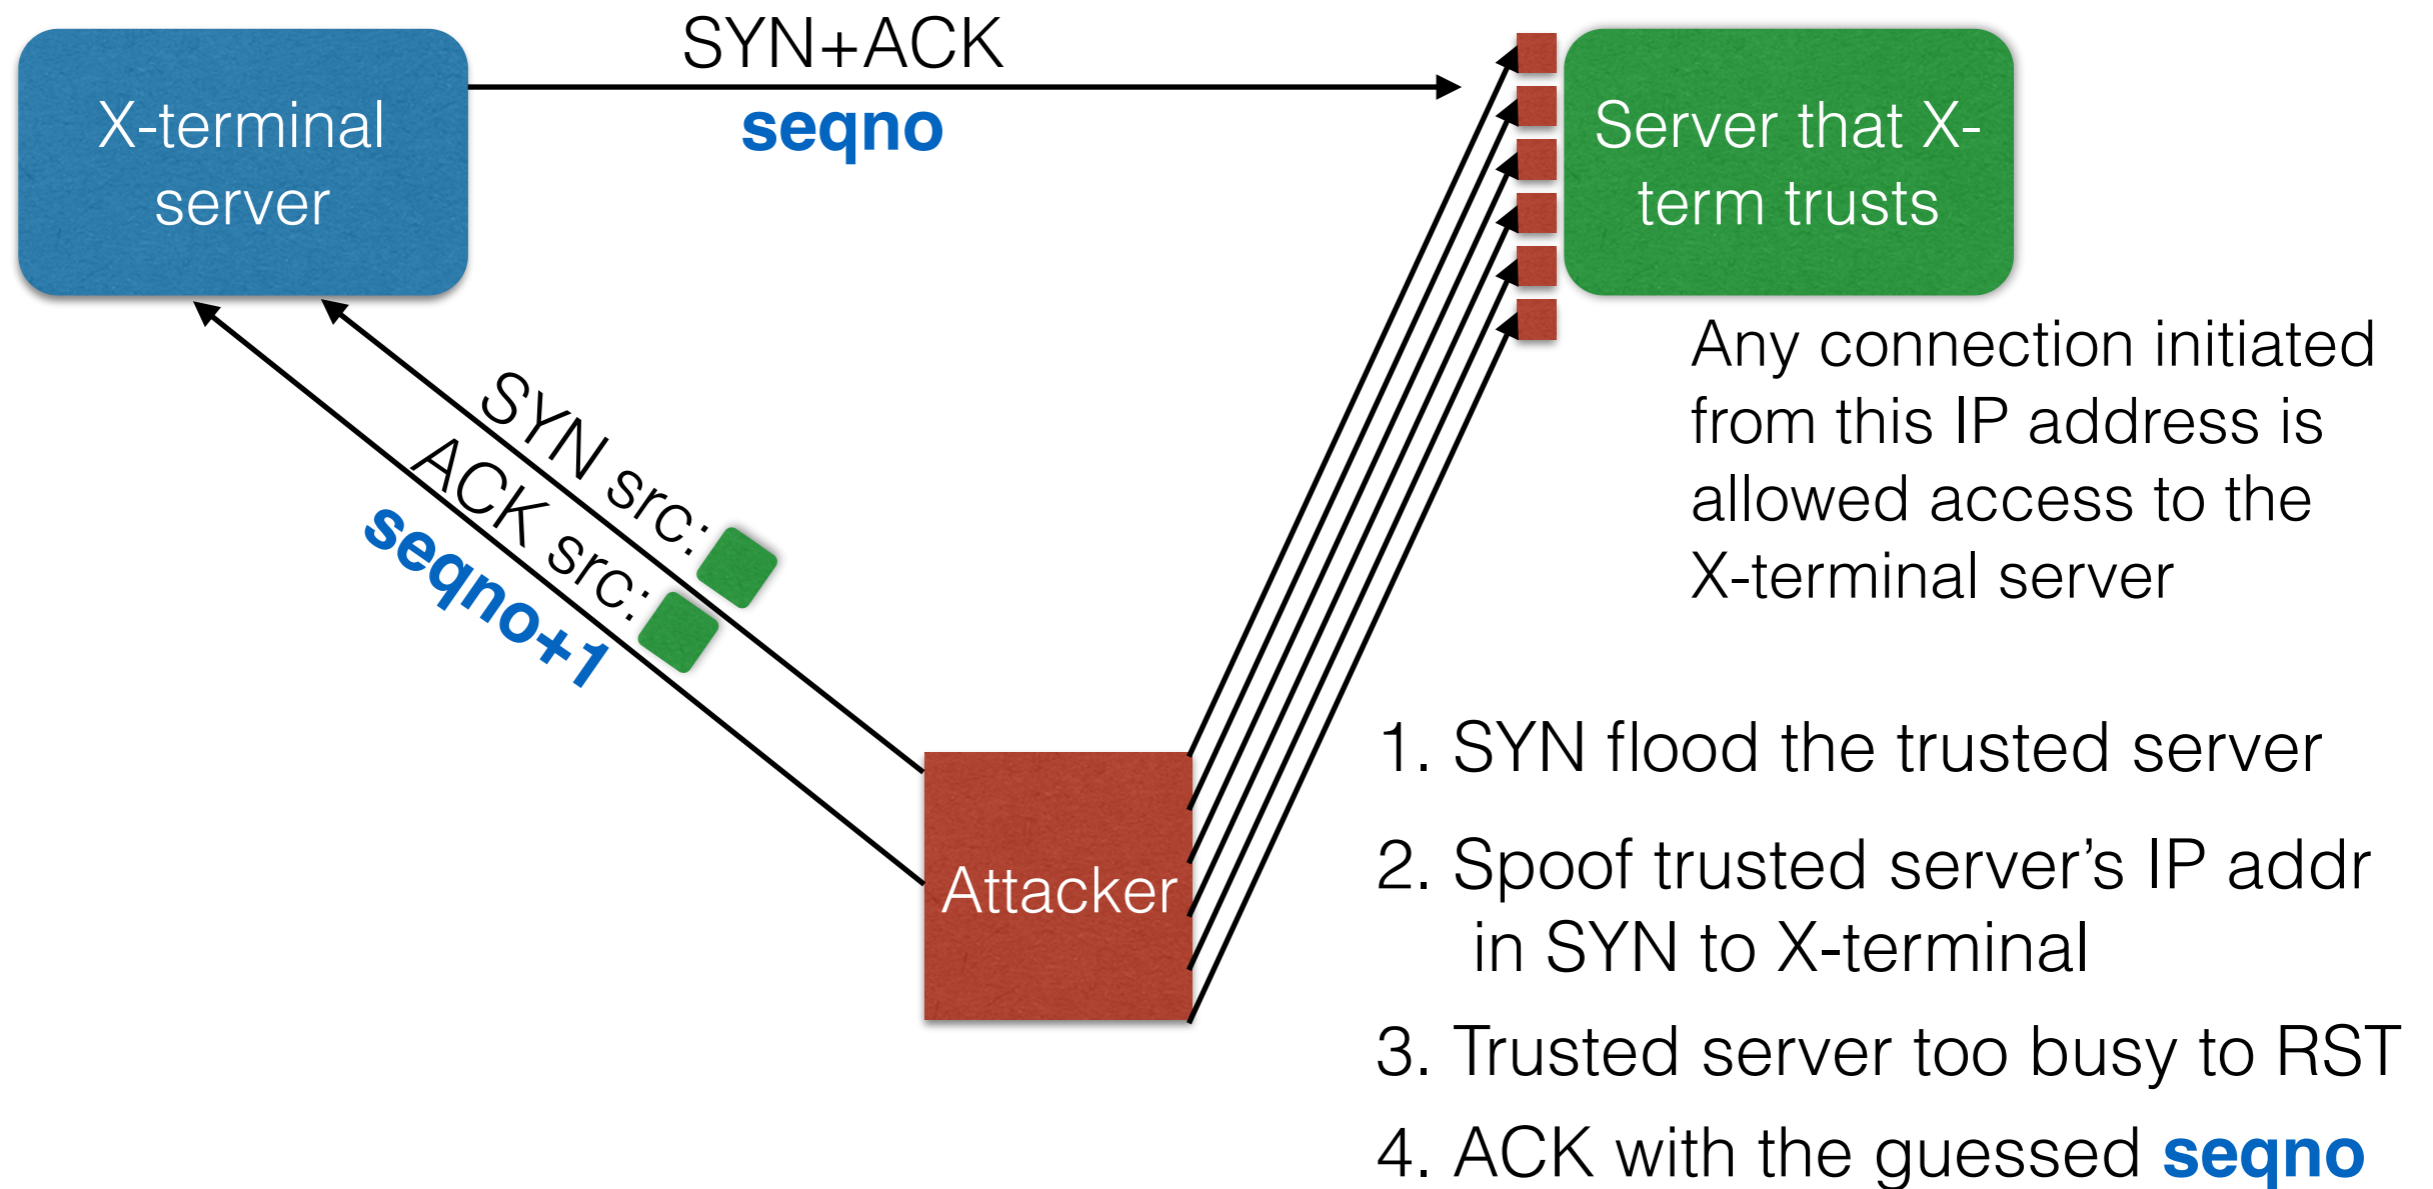 SYN+ACK
seqno
X-terminal
server
Server that X-
term trusts
Any connection initiated
from this IP address is
allowed access to the
X-terminal server
SYN src:
ACK src:
seqno+1
Attacker
1. SYN flood the trusted server
2. Spoof trusted server’s IP addr
in SYN to X-terminal
3. Trusted server too busy to RST
4. ACK with the guessed seqno